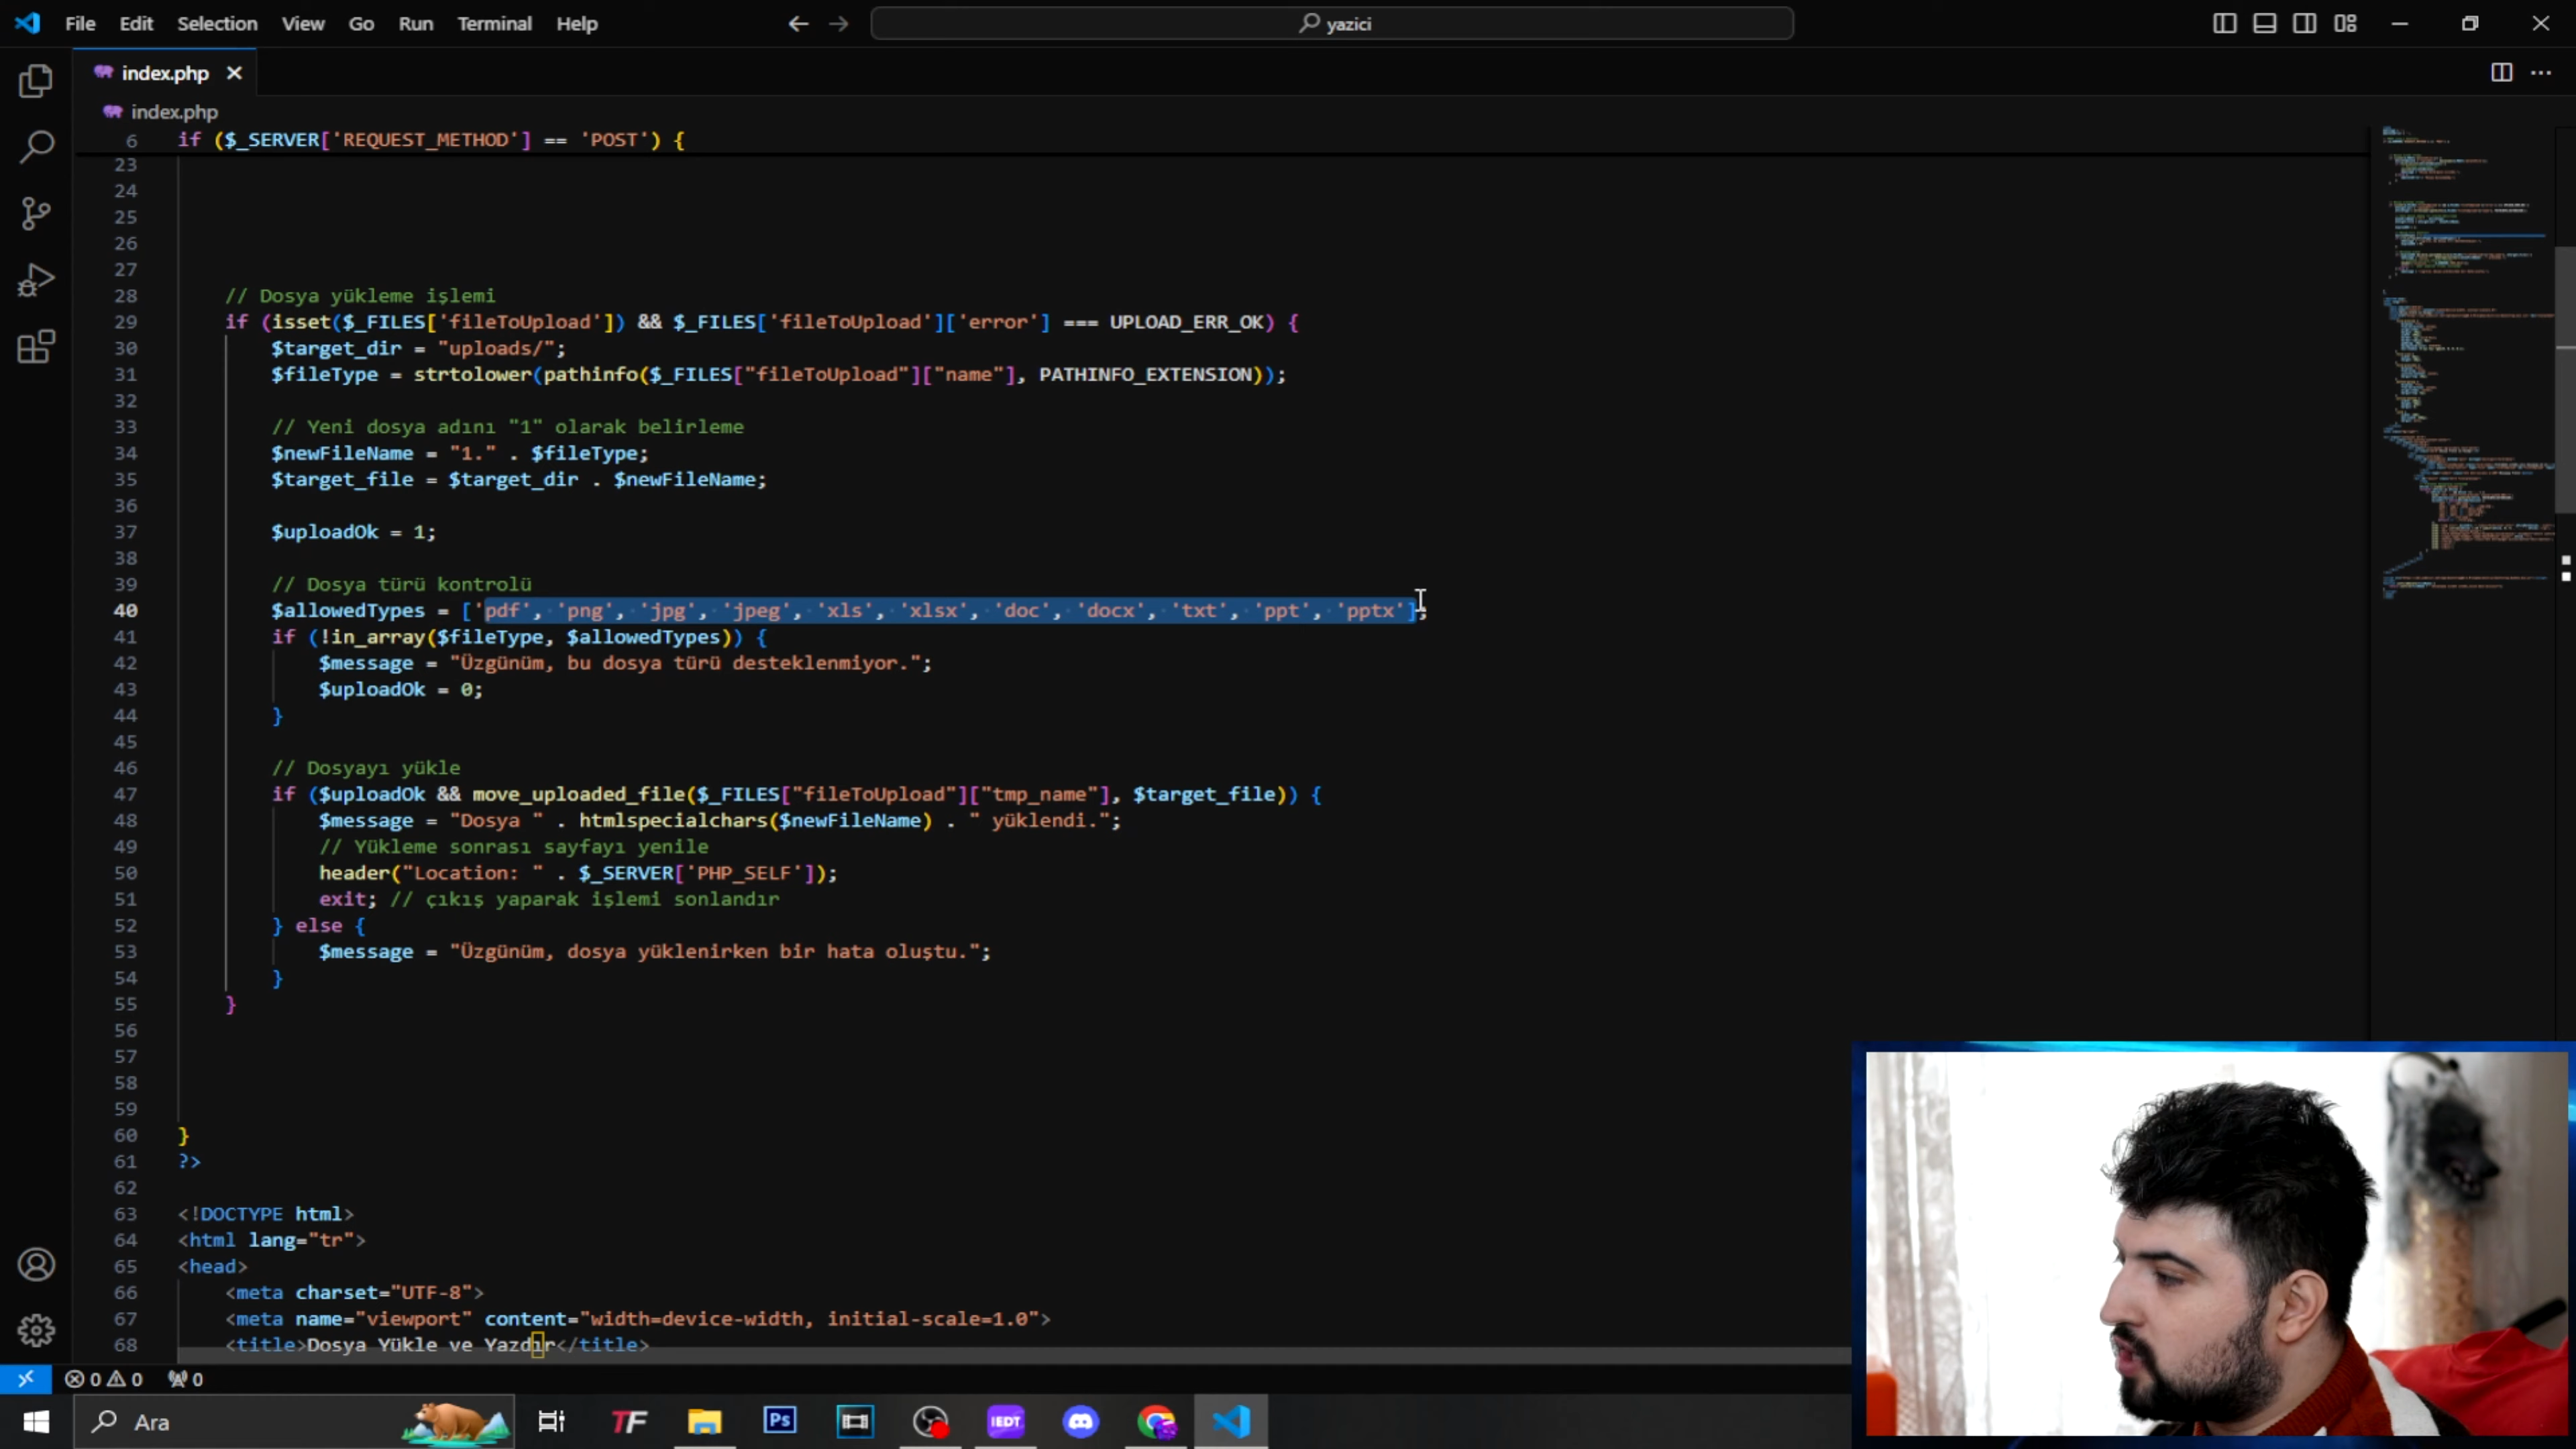 File Edit Selection View Go Run Terminal Help
yazici
index.php
index.php
6 if ($_SERVER['REQUEST_METHOD'] == 'POST') {
23
24
25
26
27
28 // Dosya yükleme işlemi
29 if (isset($_FILES['fileToUpload']) && $_FILES['fileToUpload']['error'] === UPLOAD_ERR_OK) {
30 $target_dir = "uploads/";
31 $fileType = strtolower(pathinfo($_FILES["fileToUpload"]["name"], PATHINFO_EXTENSION));
32
33 // Yeni dosya adını "1" olarak belirleme
34 $newFileName = "1." . $fileType;
35 $target_file = $target_dir . $newFileName;
36
37 $uploadOk = 1;
38
39 // Dosya türü kontrolü
40 $allowedTypes = ['pdf', 'png', 'jpg', 'jpeg', 'xls', 'xlsx', 'doc', 'docx', 'txt', 'ppt', 'pptx'];
41 if (!in_array($fileType, $allowedTypes)) {
42 $message = "Üzgünüm, bu dosya türü desteklenmiyor.";
43 $uploadOk = 0;
44 }
45
46 // Dosyayı yükle
47 if ($uploadOk && move_uploaded_file($_FILES["fileToUpload"]["tmp_name"], $target_file)) {
48 $message = "Dosya " . htmlspecialchars($newFileName) . " yüklendi.";
49 // Yükleme sonrası sayfayı yenile
50 header("Location: " . $_SERVER['PHP_SELF']);
51 exit; // çıkış yaparak işlemi sonlandır
52 } else {
53 $message = "Üzgünüm, dosya yüklenirken bir hata oluştu.";
54 }
55 }
56
57
58
59
60 }
61 ?>
62
63 <!DOCTYPE html>
64 <html lang="tr">
65 <head>
66 <meta charset="UTF-8">
67 <meta name="viewport" content="width=device-width, initial-scale=1.0">
68 <title>Dosya Yükle ve Yazdır</title>
0 0 0
Ara
TF Ps IEDT